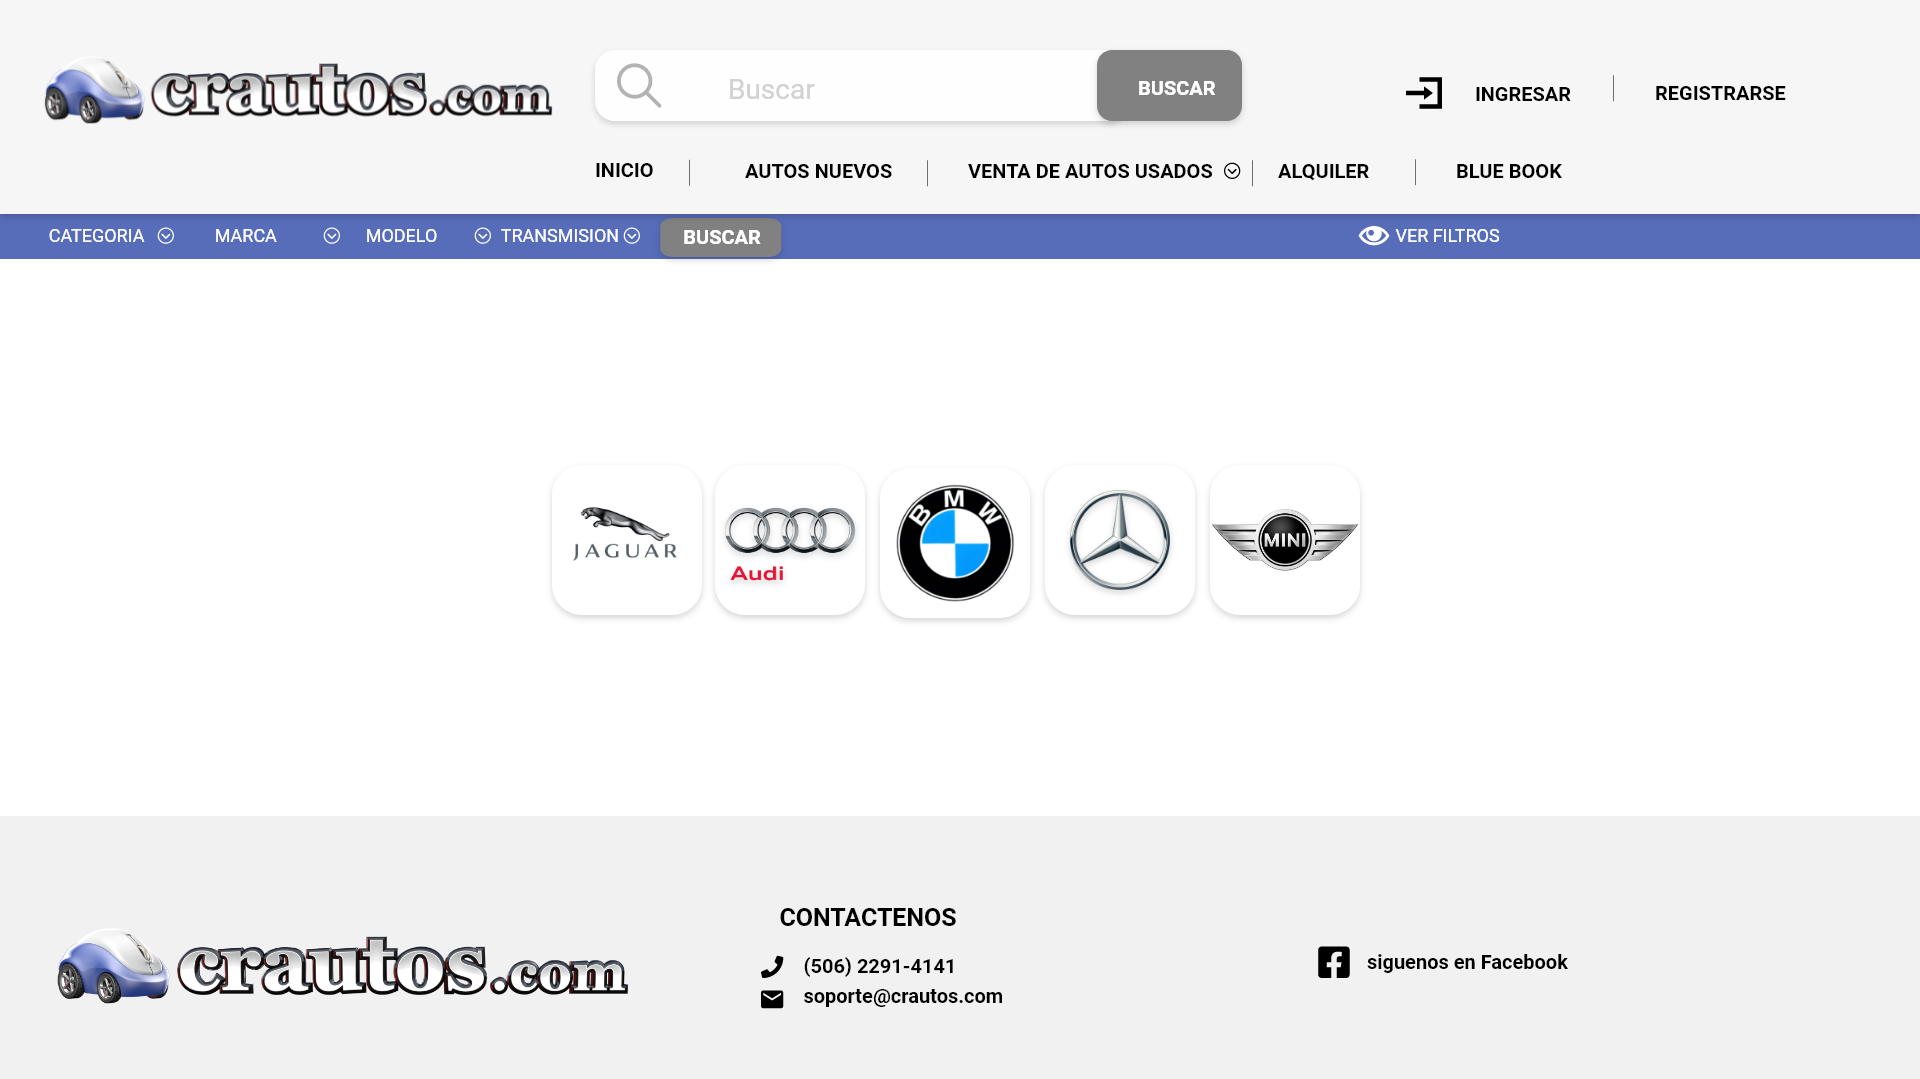 crautos.com
Buscar
BUSCAR
INGRESAR
REGISTRARSE
INICIO
AUTOS NUEVOS
VENTA DE AUTOS USADOS
ALQUILER
BLUE BOOK
CATEGORIA
MARCA
MODELO
TRANSMISION
BUSCAR
VER FILTROS
JAGUAR
Audi
BMW
MINI
CONTACTENOS
crautos.com
(506) 2291-4141
soporte@crautos.com
siguenos en Facebook